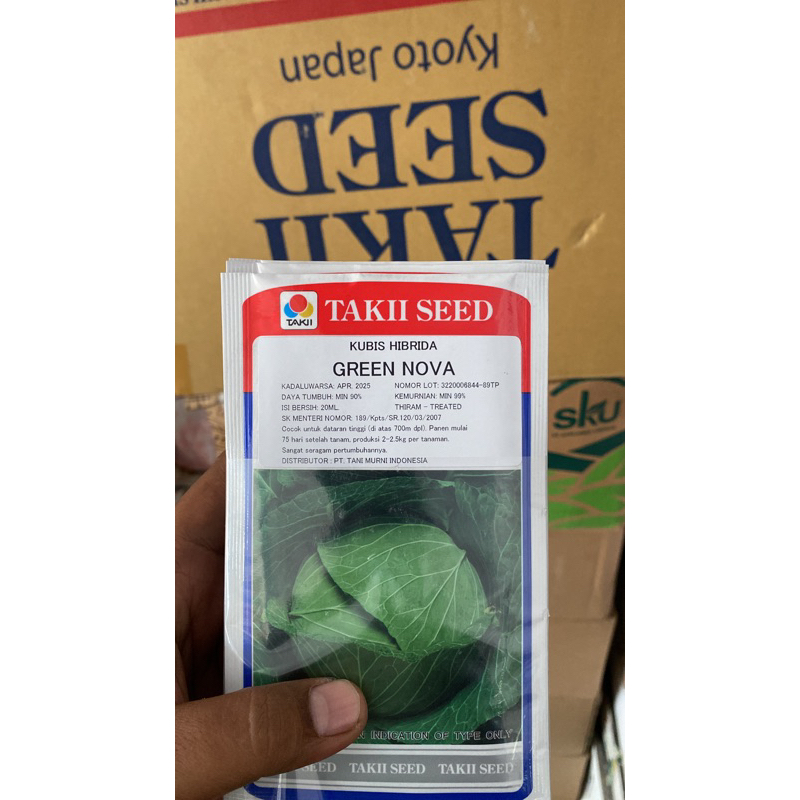 Kyoto Japan
SEED
TAKII
TAKII
TAKII SEED
KUBIS HIBRIDA
GREEN NOVA
KADALUWARSA: APR. 2025 NOMOR LOT: 3220006844-89TP
DAYA TUMBUH: MIN 90% KEMURNIAN: MIN 99%
ISI BERSIH: 20ML. THIRAM - TREATED
SK MENTERI NOMOR: 189/Kpts/SR.120/03/2007
Cocok untuk dataran tinggi (di atas 700m dpl). Panen mulai
75 hari setelah tanam, produksi 2-2.5kg per tanaman.
Sangat seragam pertumbuhannya.
DISTRIBUTOR : PT. TANI MURNI INDONESIA
sku
INDICATION OF TYPE ONLY
SEED TAKII SEED TAKII SEED